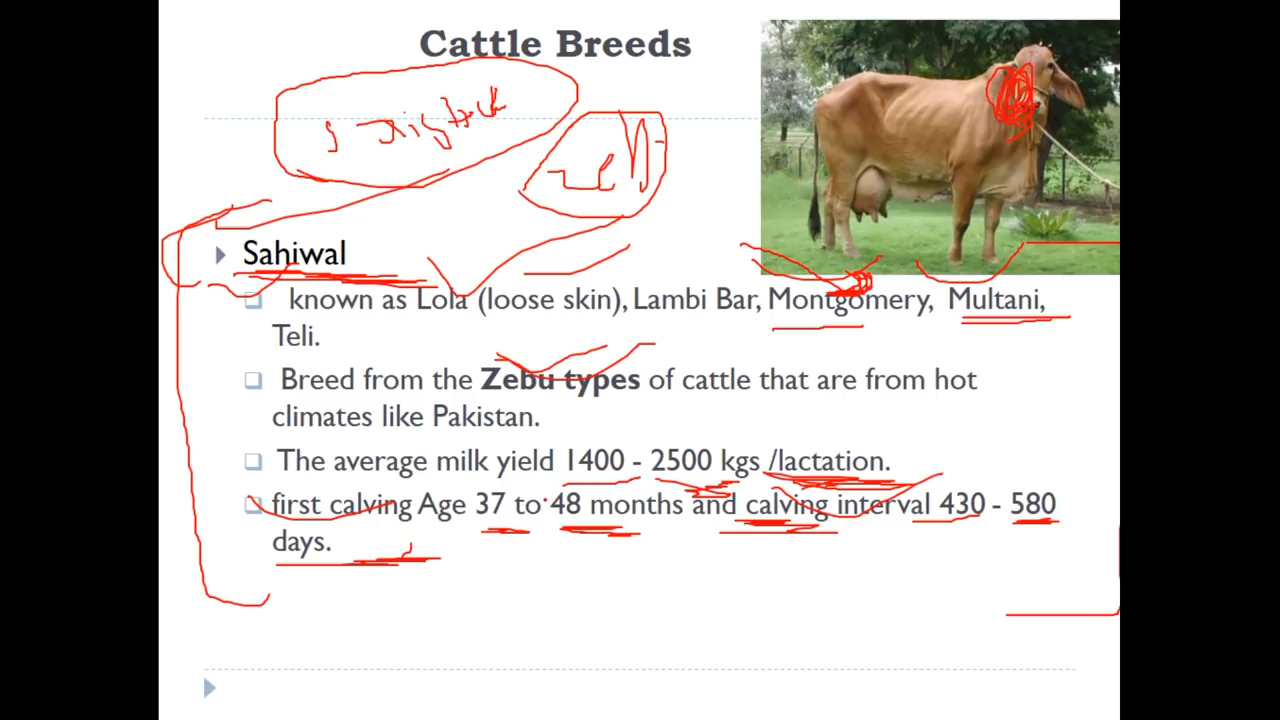 Cattle Breeds
Sahiwal
known as Lola (loose skin), Lambi Bar, Montgomery, Multani,
Teli.
Breed from the Zebu types of cattle that are from hot
climates like Pakistan.
The average milk yield 1400 - 2500 kgs /lactation.
first calving Age 37 to 48 months and calving interval 430 - 580
days.